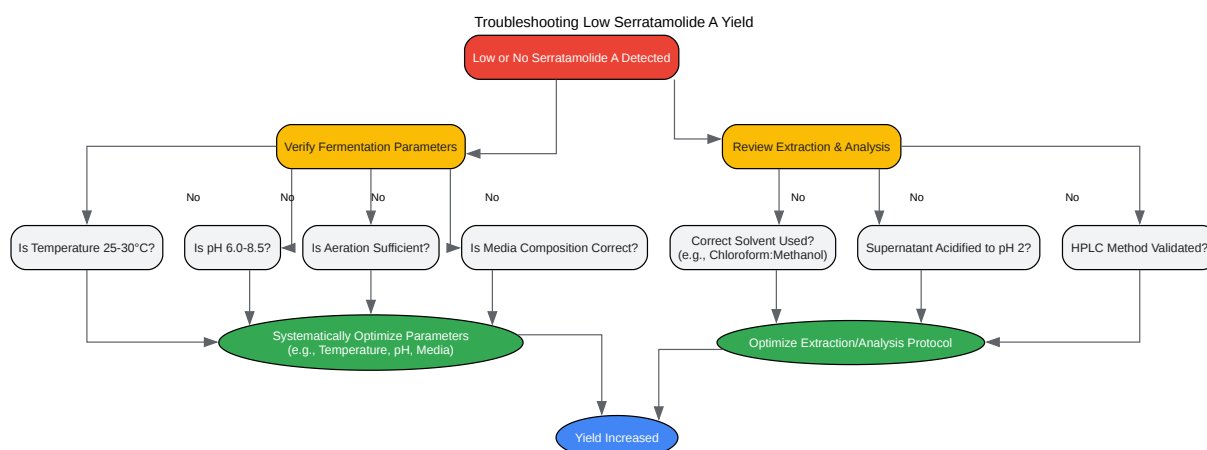 Troubleshooting Low Serratamolide A Yield
Low or No Serratamolide A Detected
Verify Fermentation Parameters
Review Extraction & Analysis
No
No
No
No
No
No
No
Is Temperature 25-30°C?
Is pH 6.0-8.5?
Is Aeration Sufficient?
Is Media Composition Correct?
Correct Solvent Used?
(e.g., Chloroform:Methanol)
Supernatant Acidified to pH 2?
HPLC Method Validated?
Systematically Optimize Parameters
(e.g., Temperature, pH, Media)
Optimize Extraction/Analysis Protocol
Yield Increased